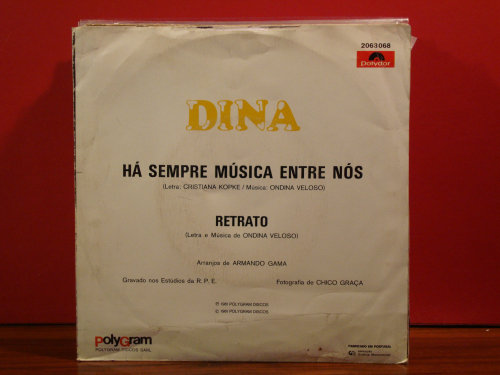 2063068
Polydor
DINA
HÁ SEMPRE MÚSICA ENTRE NÓS
(Letra: CRISTIANA KOPKE / Música: ONDINA VELOSO)
RETRATO
(Letra e Música de ONDINA VELOSO)
Arranjos de ARMANDO GAMA
Gravado nos Estúdios da R. P. E.
Fotografia de CHICO GRAÇA
℗ 1981 POLYGRAM DISCOS
© 1981 POLYGRAM DISCOS
PolyGram
POLYGRAM DISCOS SARL
FABRICADO EM PORTUGAL